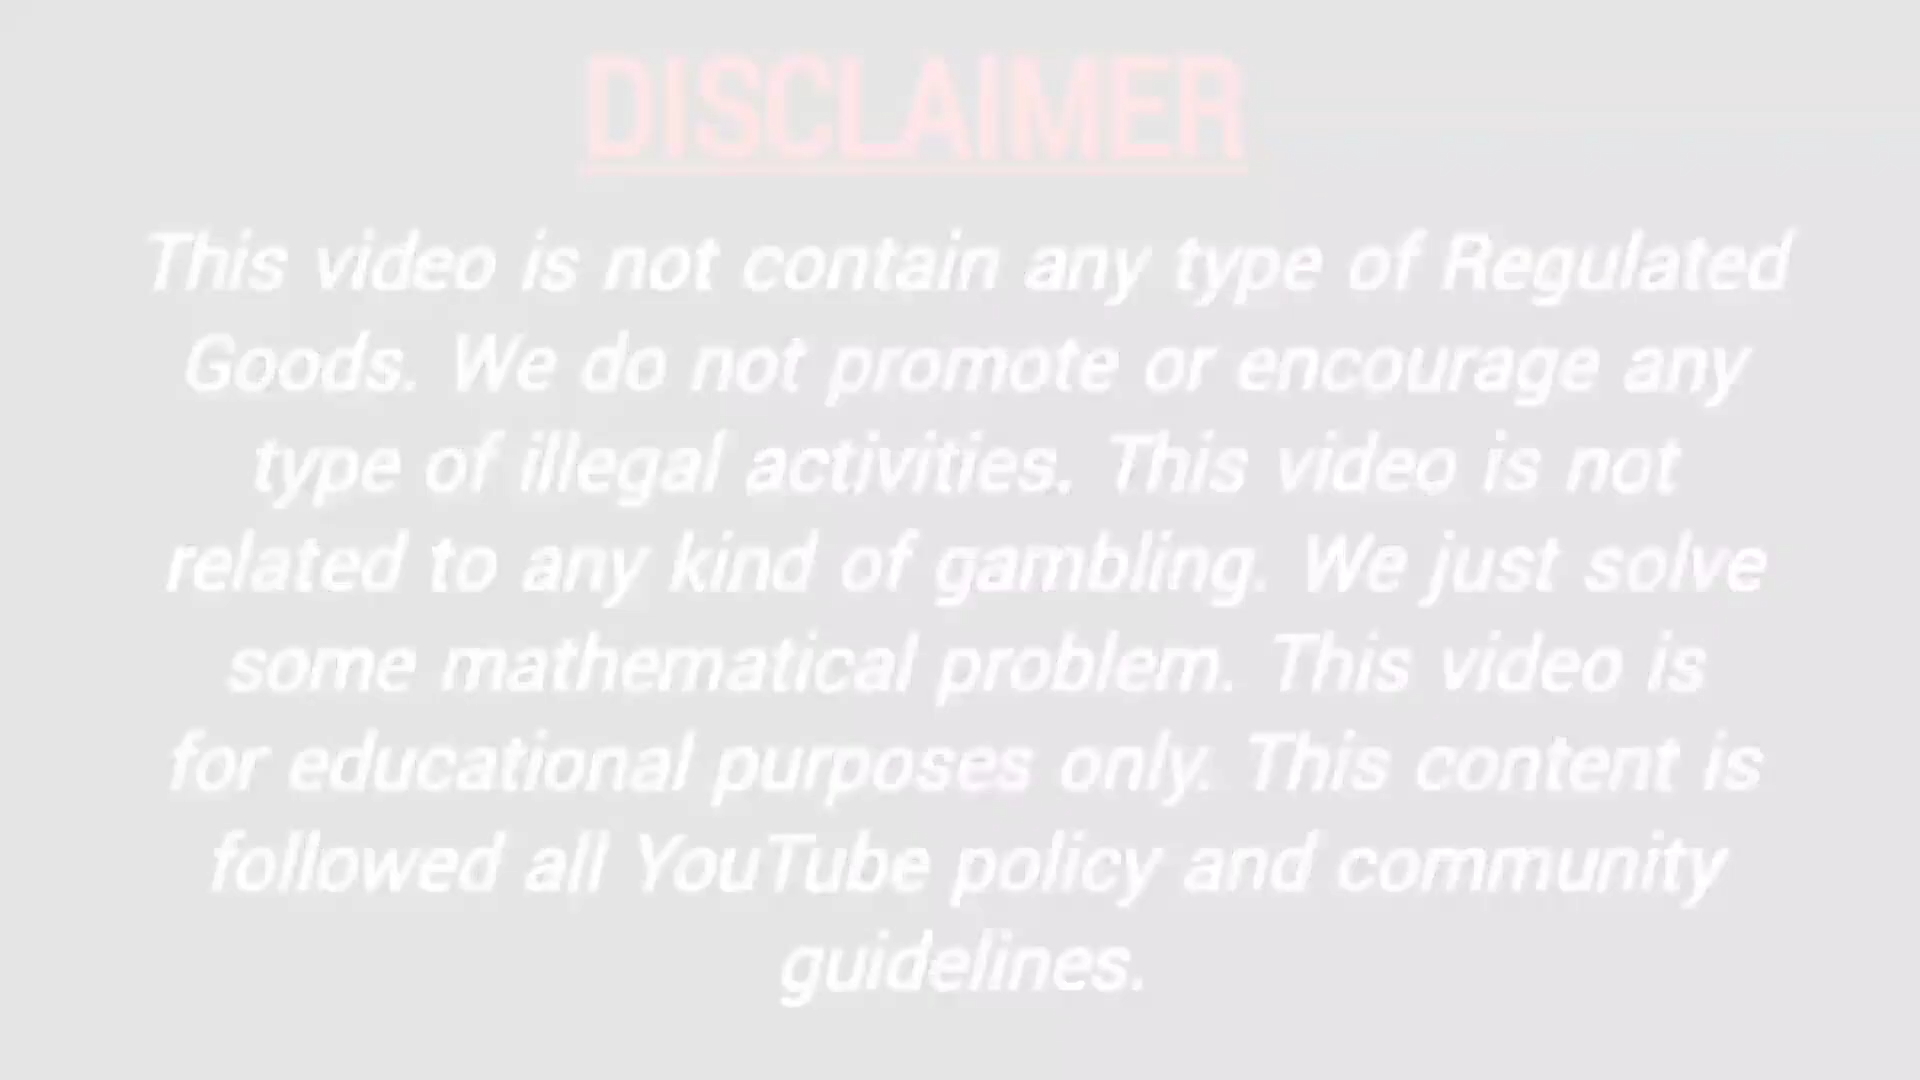 DISCLAIMER
This video is not contain any type of Regulated
Goods. We do not promote or encourage any
type of illegal activities. This video is not
related to any kind of gambling. We just solve
some mathematical problem. This video is
for educational purposes only. This content is
followed all YouTube policy and community
guidelines.